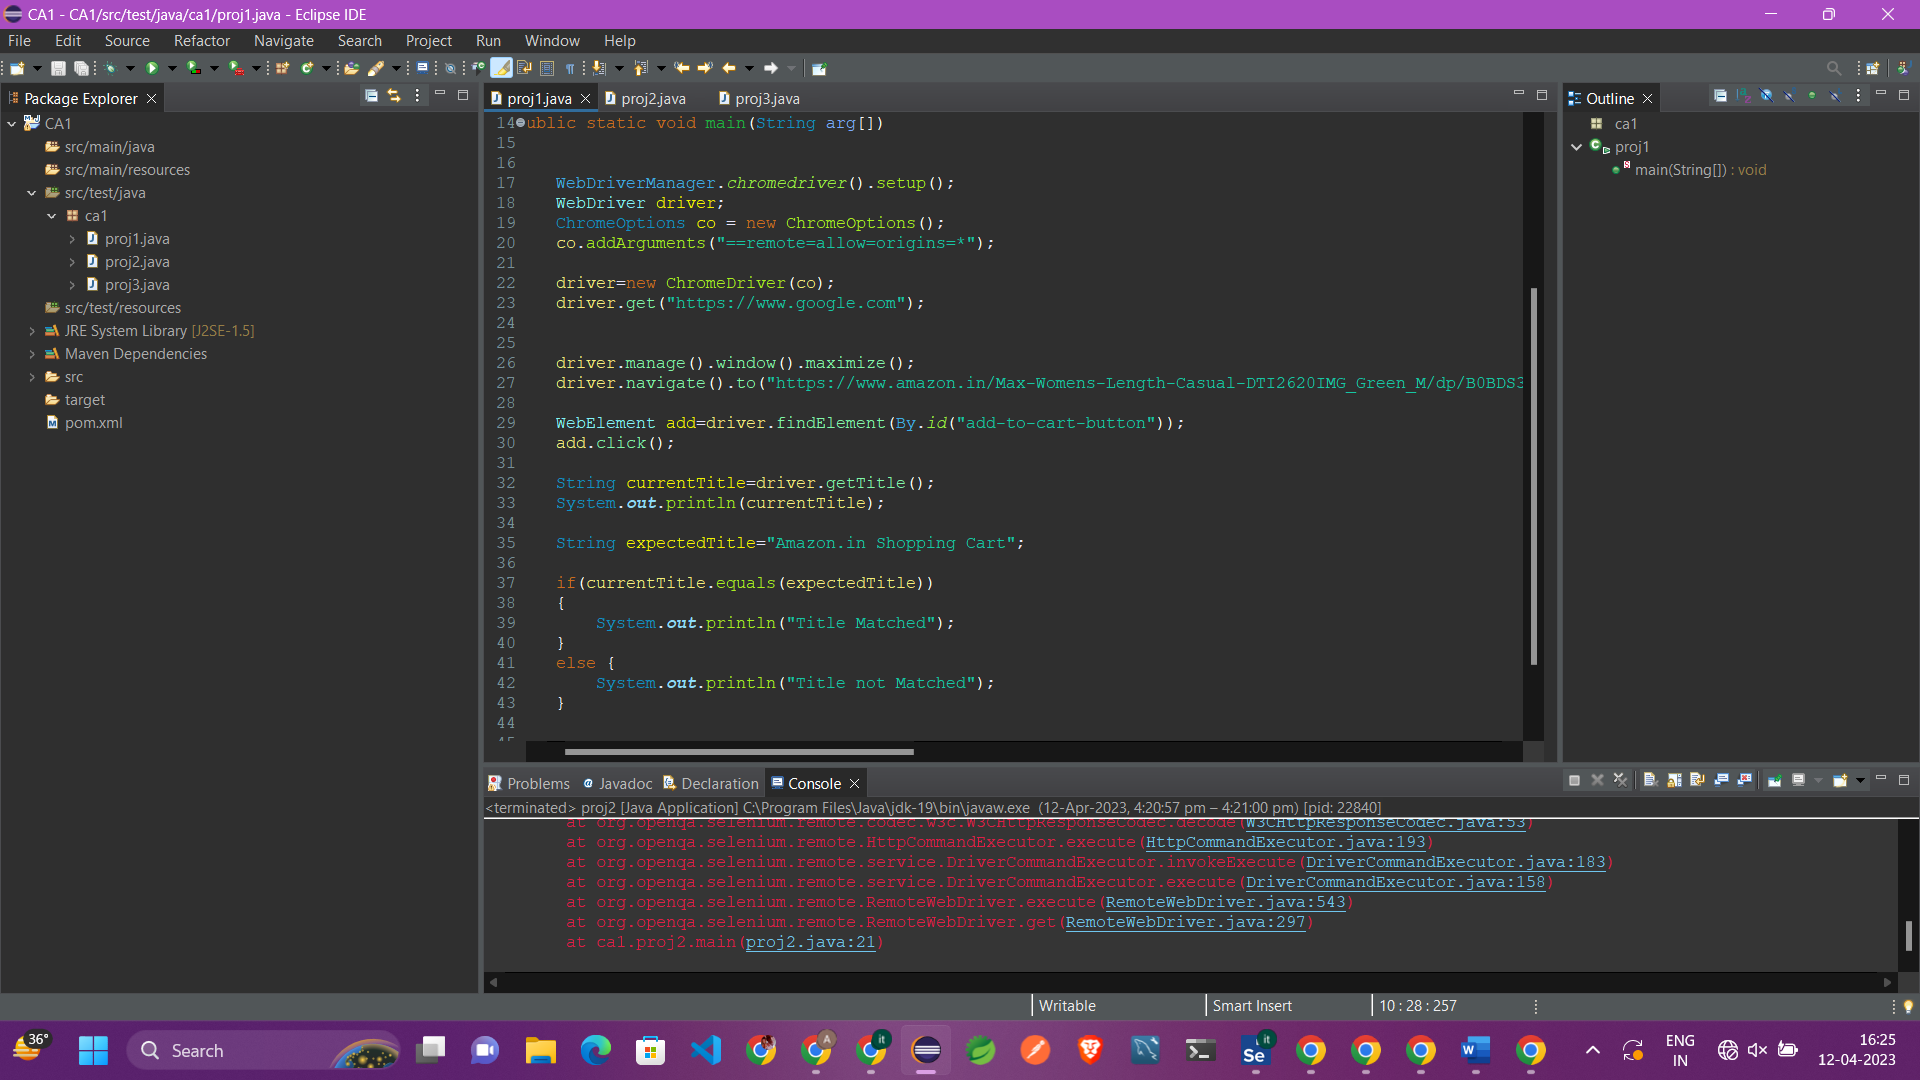 CA1 - CA1/src/test/java/ca1/proj1.java - Eclipse IDE
File Edit Source Refactor Navigate Search Project Run Window Help
Package Explorer
CA1
src/main/java
src/main/resources
src/test/java
ca1
proj1.java
proj2.java
proj3.java
src/test/resources
JRE System Library [J2SE-1.5]
Maven Dependencies
src
target
pom.xml
proj1.java proj2.java proj3.java
14 ublic static void main(String arg[])
15
16
17 WebDriverManager.chromedriver().setup();
18 WebDriver driver;
19 ChromeOptions co = new ChromeOptions();
20 co.addArguments("==remote=allow=origins=*");
21
22 driver=new ChromeDriver(co);
23 driver.get("https://www.google.com");
24
25
26 driver.manage().window().maximize();
27 driver.navigate().to("https://www.amazon.in/Max-Womens-Length-Casual-DTI2620IMG_Green_M/dp/B0BDS3
28
29 WebElement add=driver.findElement(By.id("add-to-cart-button"));
30 add.click();
31
32 String currentTitle=driver.getTitle();
33 System.out.println(currentTitle);
34
35 String expectedTitle="Amazon.in Shopping Cart";
36
37 if(currentTitle.equals(expectedTitle))
38 {
39 System.out.println("Title Matched");
40 }
41 else {
42 System.out.println("Title not Matched");
43 }
44
45
Outline
ca1
proj1
main(String[]) : void
Problems Javadoc Declaration Console
<terminated> proj2 [Java Application] C:\Program Files\Java\jdk-19\bin\javaw.exe (12-Apr-2023, 4:20:57 pm – 4:21:00 pm) [pid: 22840]
at org.openqa.selenium.remote.codec.w3c.W3CHttpResponseCodec.decode(W3CHttpResponseCodec.java:53)
at org.openqa.selenium.remote.HttpCommandExecutor.execute(HttpCommandExecutor.java:193)
at org.openqa.selenium.remote.service.DriverCommandExecutor.invokeExecute(DriverCommandExecutor.java:183)
at org.openqa.selenium.remote.service.DriverCommandExecutor.execute(DriverCommandExecutor.java:158)
at org.openqa.selenium.remote.RemoteWebDriver.execute(RemoteWebDriver.java:543)
at org.openqa.selenium.remote.RemoteWebDriver.get(RemoteWebDriver.java:297)
at ca1.proj2.main(proj2.java:21)
Writable Smart Insert 10 : 28 : 257
36°
Search
ENG
IN
16:25
12-04-2023